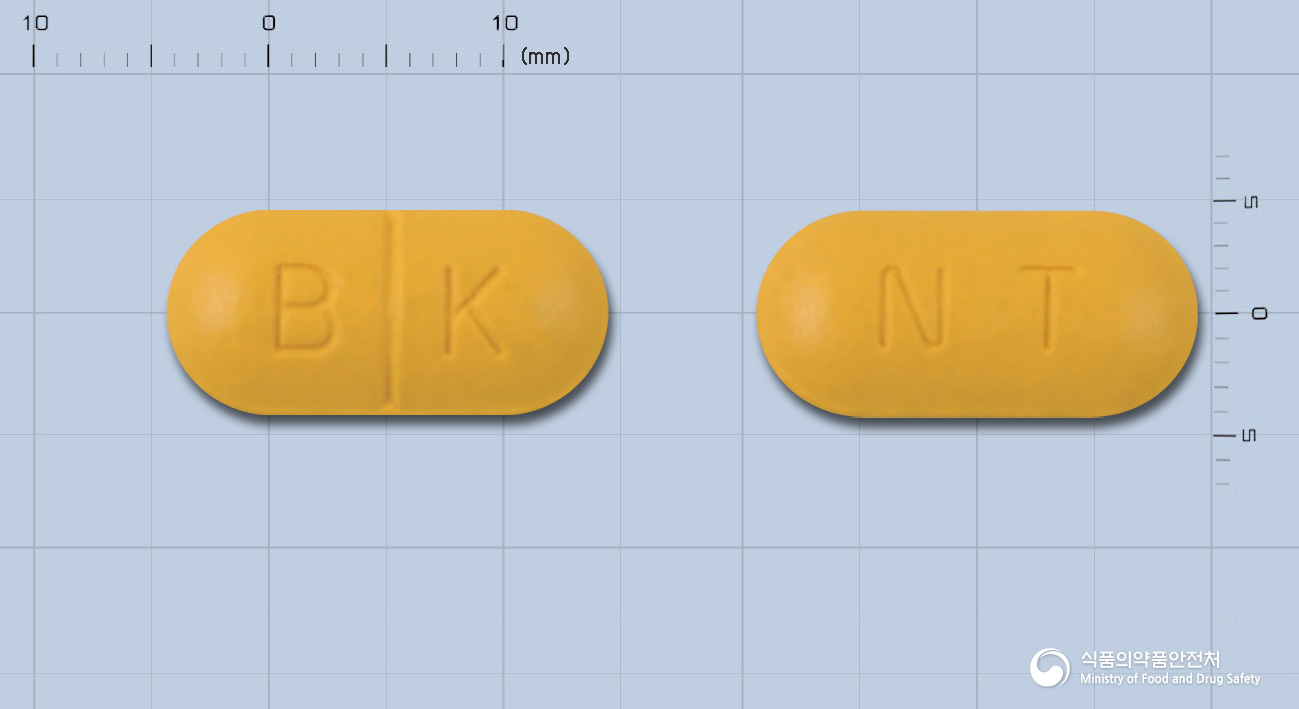 10 0 10
(mm)
B K
N T
5
0
5
식품의약품안전처
Ministry of Food and Drug Safety